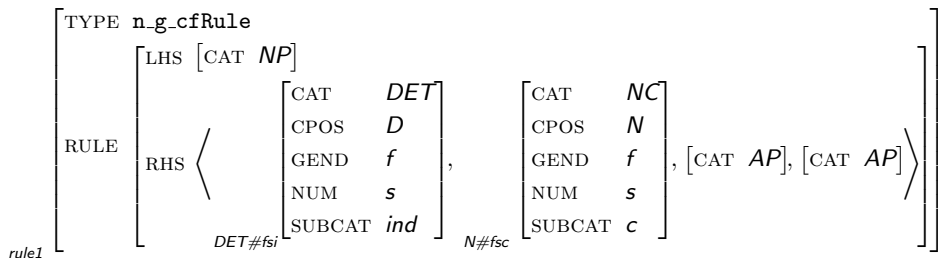 TYPE n_g_cfRule
LHS [CAT NP]
CAT DET CAT NC
CPOS D CPOS N
RULE RHS ⟨ GEND f , GEND f , [CAT AP], [CAT AP] ⟩
NUM s NUM s
SUBCAT ind SUBCAT c
DET#fsi N#fsc
rule1